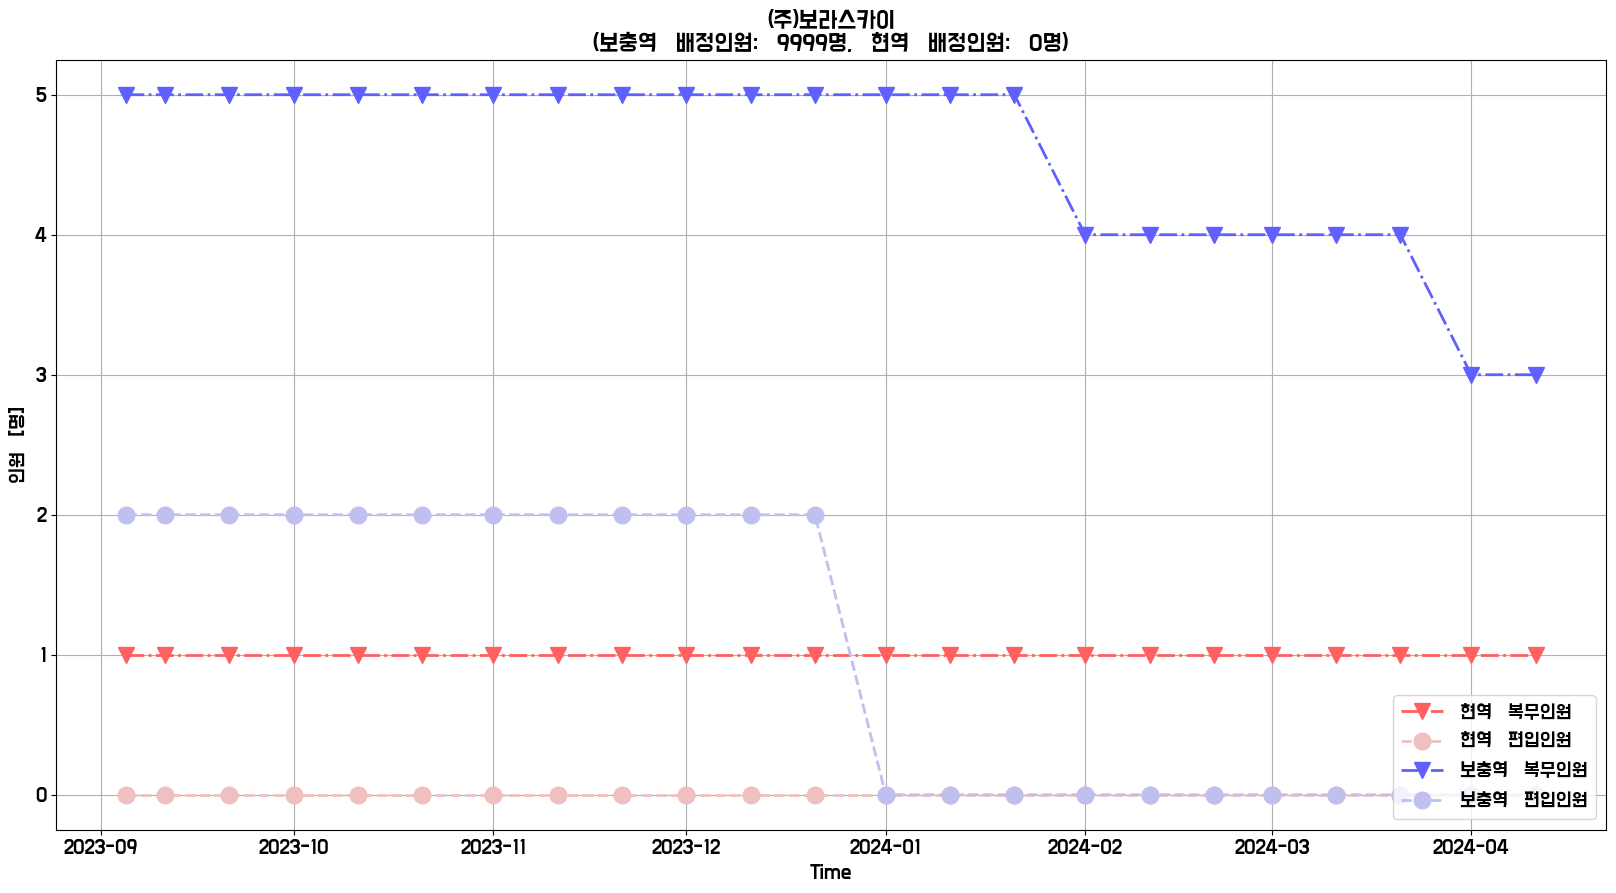 (주)보라스카이
(보충역 배정인원: 9999명, 현역 배정인원: 0명)
5
4
3
2
1
0
인원 [명]
현역 복무인원
현역 편입인원
보충역 복무인원
보충역 편입인원
2023-09 2023-10 2023-11 2023-12 2024-01 2024-02 2024-03 2024-04
Time